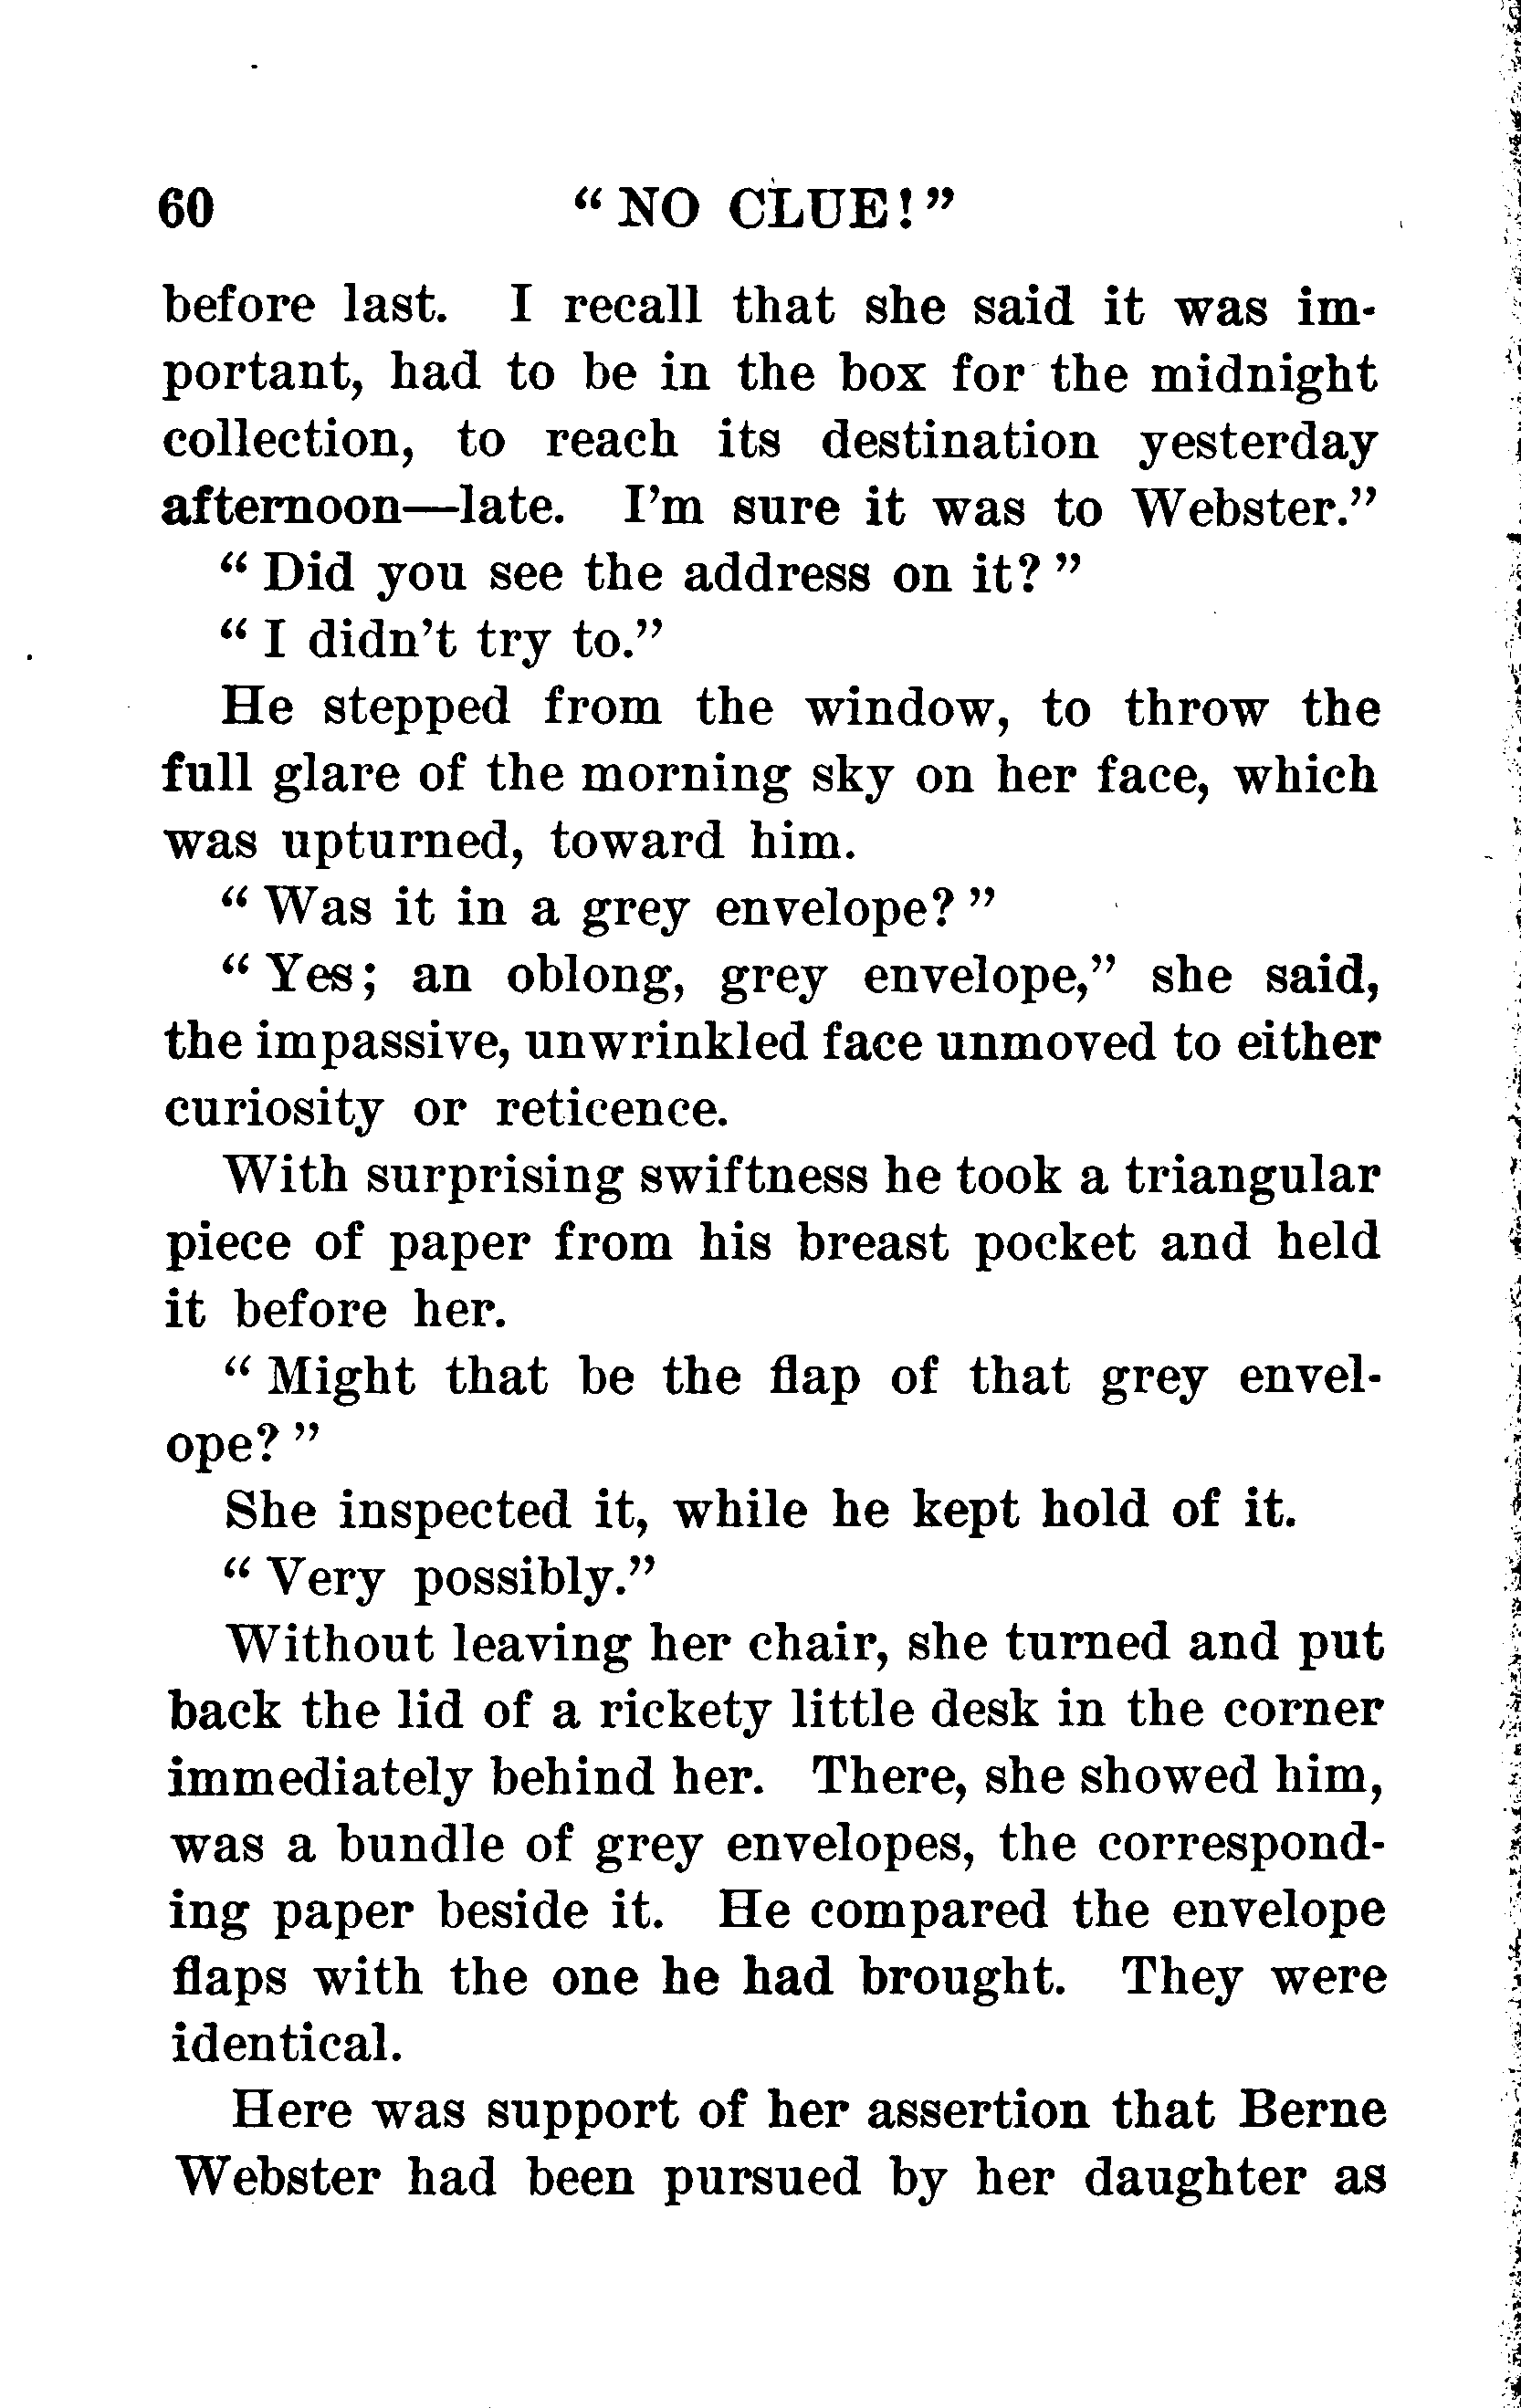 60 “ NO CLUE! ”
before last. I recall that she said it was im-
portant, had to be in the box for the midnight
collection, to reach its destination yesterday
afternoon—late. I’m sure it was to Webster.”
“ Did you see the address on it? ”
“ I didn’t try to.”
He stepped from the window, to throw the
full glare of the morning sky on her face, which
was upturned, toward him.
“ Was it in a grey envelope? ”
“ Yes; an oblong, grey envelope,” she said,
the impassive, unwrinkled face unmoved to either
curiosity or reticence.
With surprising swiftness he took a triangular
piece of paper from his breast pocket and held
it before her.
“ Might that be the flap of that grey envel-
ope? ”
She inspected it, while he kept hold of it.
“ Very possibly.”
Without leaving her chair, she turned and put
back the lid of a rickety little desk in the corner
immediately behind her. There, she showed him,
was a bundle of grey envelopes, the correspond-
ing paper beside it. He compared the envelope
flaps with the one he had brought. They were
identical.
Here was support of her assertion that Berne
Webster had been pursued by her daughter as